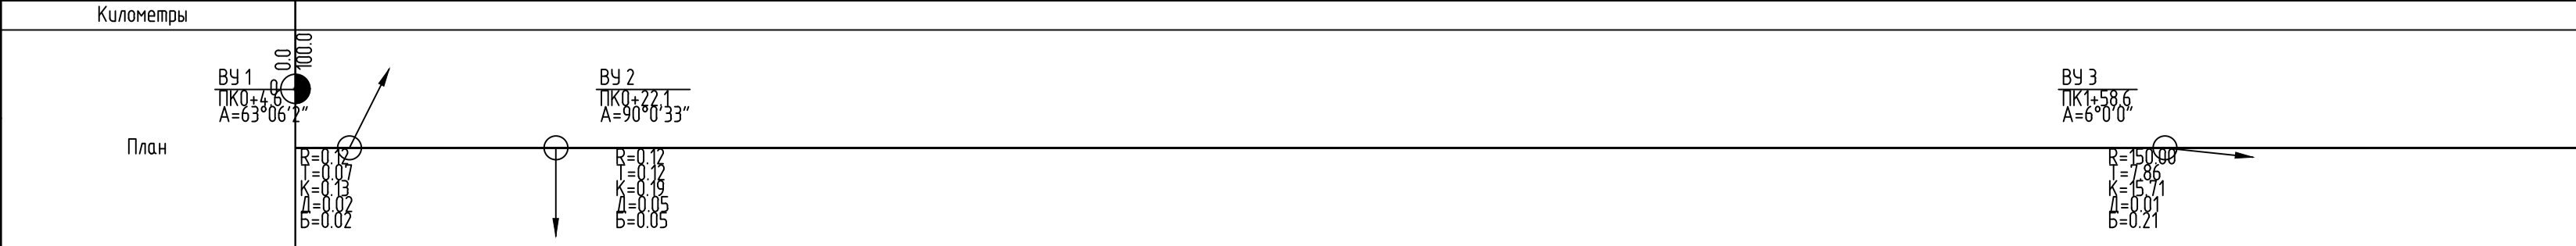 Километры
0.0
100.0
0
ВУ 1
ПК0+4,6
А=63°06'2"
ВУ 2
ПК0+22,1
А=90°0'33"
ВУ 3
ПК1+58,6
А=6°0'0"
План
R=0.12
Т=0.07
К=0.13
Д=0.02
Б=0.02
R=0.12
Т=0.12
К=0.19
Д=0.05
Б=0.05
R=150.00
Т=7.86
К=15.71
Д=0.01
Б=0.21